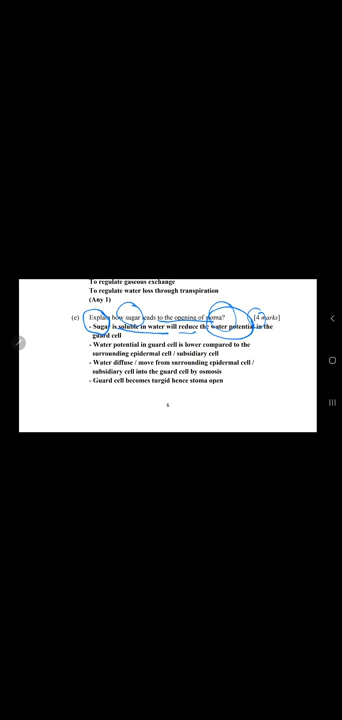 To regulate gaseous exchange
To regulate water loss through transpiration
(Any 1)
(c) Explain how sugar leads to the opening of stoma? [4 marks]
- Sugar is soluble in water will reduce the water potential in the
guard cell
- Water potential in guard cell is lower compared to the
surrounding epidermal cell / subsidiary cell
- Water diffuse / move from surrounding epidermal cell /
subsidiary cell into the guard cell by osmosis
- Guard cell becomes turgid hence stoma open
6